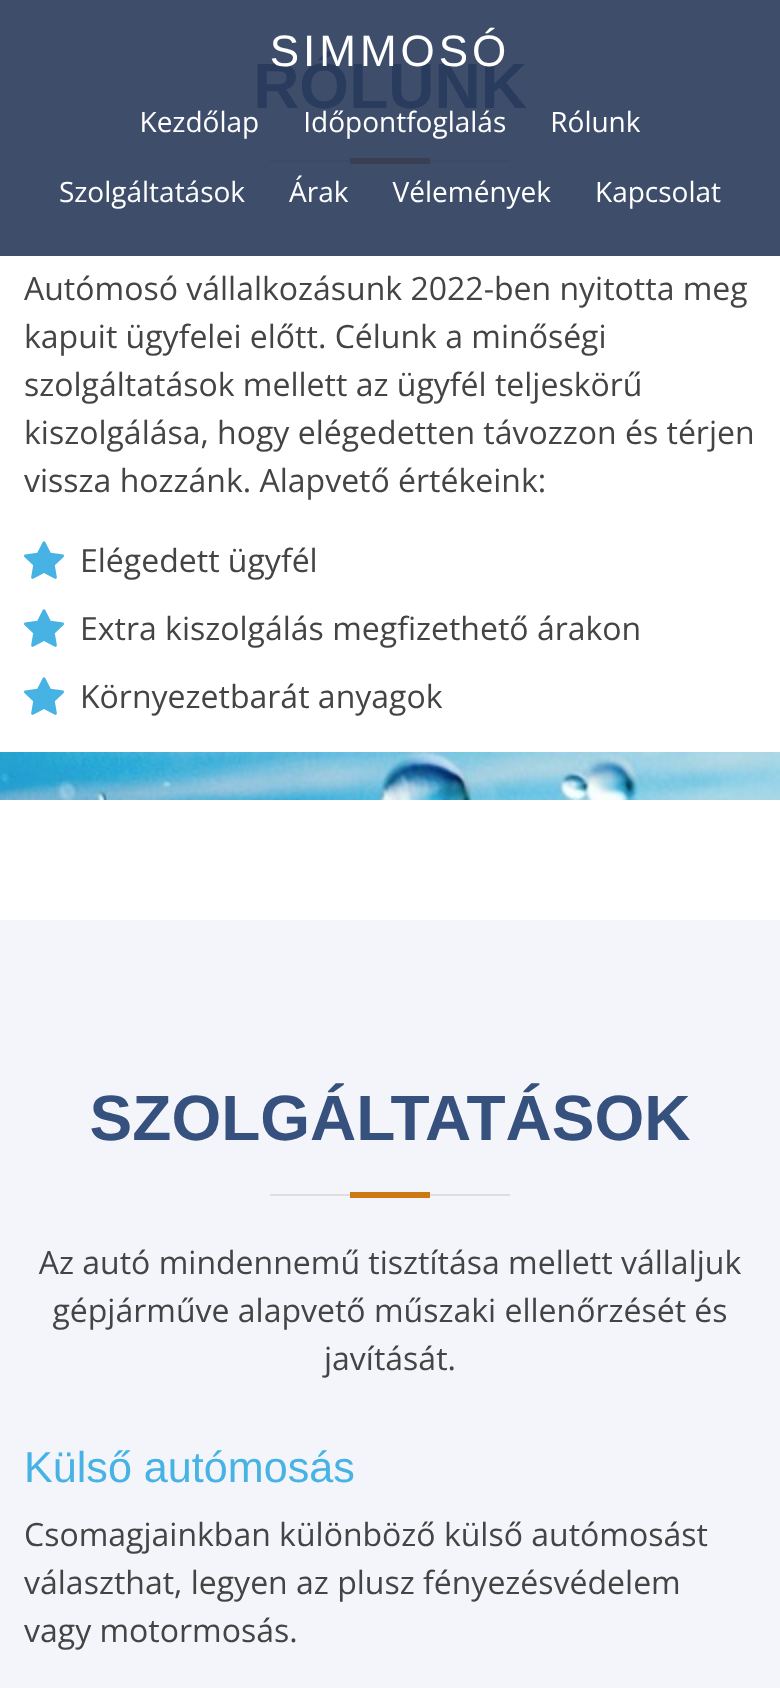 SIMMOSÓ
RÓLUNK
Kezdőlap Időpontfoglalás Rólunk
Szolgáltatások Árak Vélemények Kapcsolat
Autómosó vállalkozásunk 2022-ben nyitotta meg
kapuit ügyfelei előtt. Célunk a minőségi
szolgáltatások mellett az ügyfél teljeskörű
kiszolgálása, hogy elégedetten távozzon és térjen
vissza hozzánk. Alapvető értékeink:
Elégedett ügyfél
Extra kiszolgálás megfizethető árakon
Környezetbarát anyagok
SZOLGÁLTATÁSOK
Az autó mindennemű tisztítása mellett vállaljuk
gépjárműve alapvető műszaki ellenőrzését és
javítását.
Külső autómosás
Csomagjainkban különböző külső autómosást
választhat, legyen az plusz fényezésvédelem
vagy motormosás.